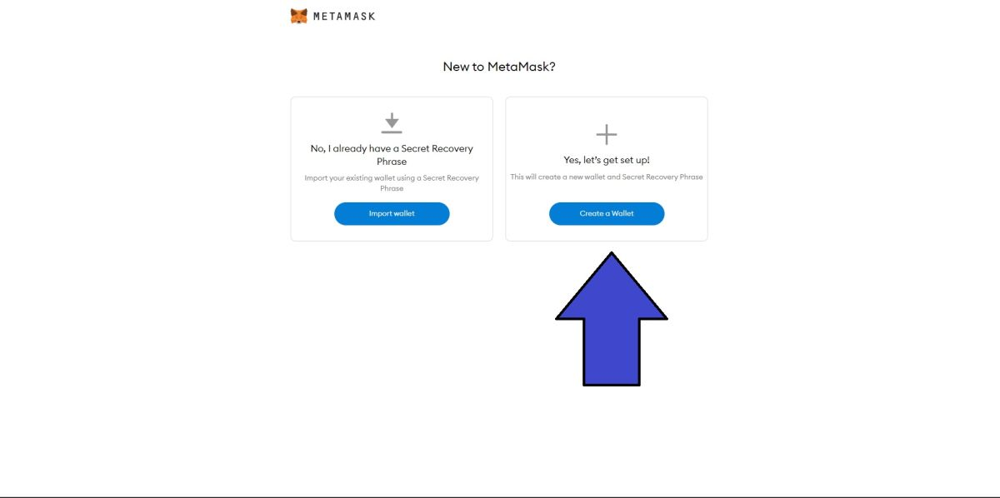 METAMASK
New to MetaMask?
No, I already have a Secret Recovery
Phrase
Import your existing wallet using a Secret Recovery
Phrase
Import wallet
Yes, let's get set up!
This will create a new wallet and Secret Recovery Phrase
Create a Wallet